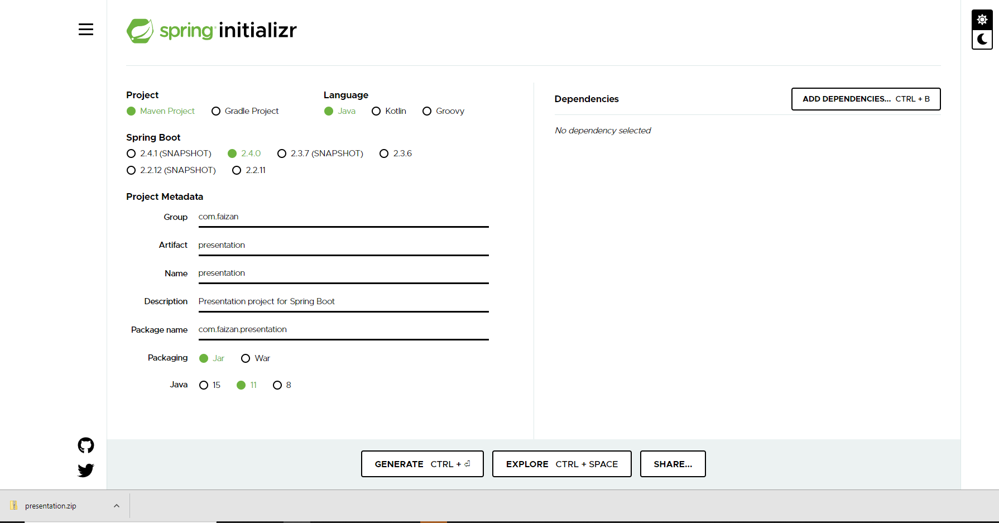 spring initializr
Project
Maven Project Gradle Project
Language
Java Kotlin Groovy
Spring Boot
2.4.1 (SNAPSHOT) 2.4.0 2.3.7 (SNAPSHOT) 2.3.6
2.2.12 (SNAPSHOT) 2.2.11
Project Metadata
Group com.faizan
Artifact presentation
Name presentation
Description Presentation project for Spring Boot
Package name com.faizan.presentation
Packaging Jar War
Java 15 11 8
Dependencies ADD DEPENDENCIES... CTRL + B
No dependency selected
GENERATE CTRL + ⏎ EXPLORE CTRL + SPACE SHARE...
presentation.zip